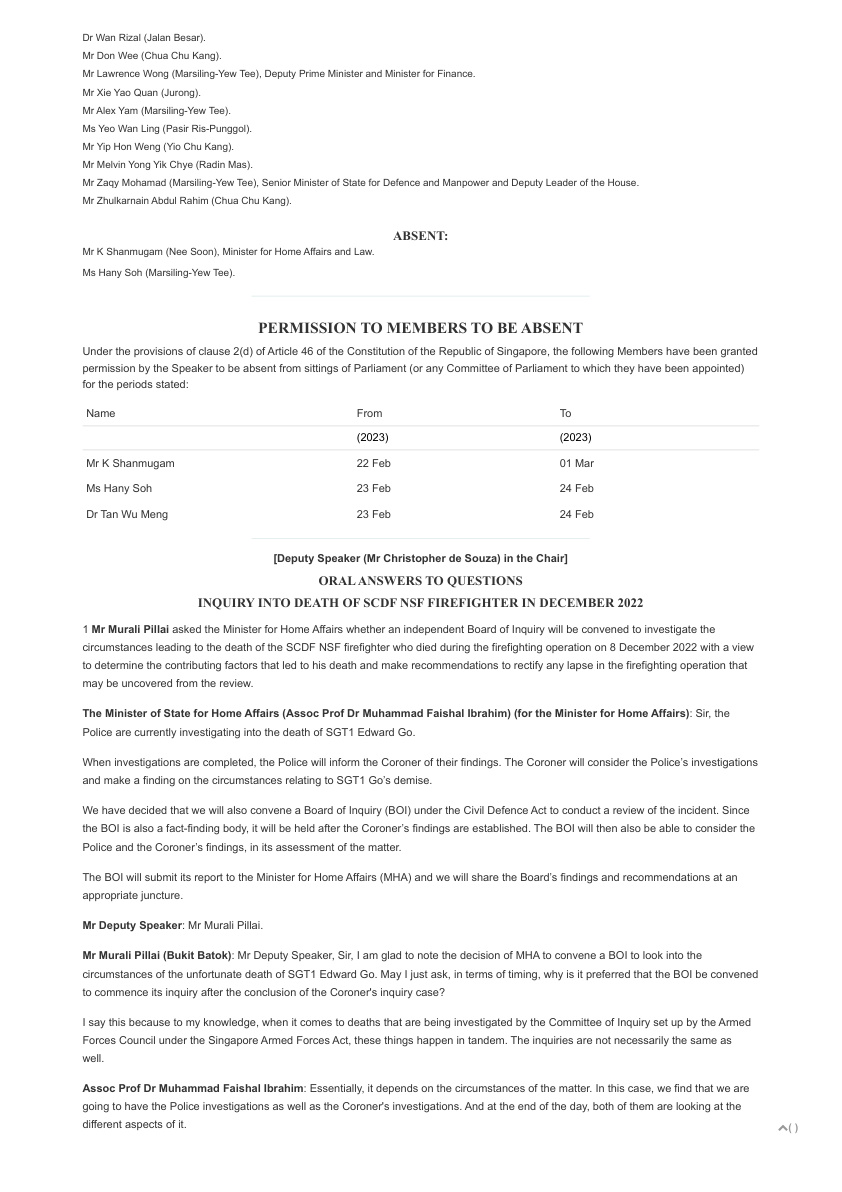 Dr Wan Rizal (Jalan Besar).
Mr Don Wee (Chua Chu Kang).
Mr Lawrence Wong (Marsiling-Yew Tee), Deputy Prime Minister and Minister for Finance.
Mr Xie Yao Quan (Jurong).
Mr Alex Yam (Marsiling-Yew Tee).
Ms Yeo Wan Ling (Pasir Ris-Punggol).
Mr Yip Hon Weng (Yio Chu Kang).
Mr Melvin Yong Yik Chye (Radin Mas).
Mr Zaqy Mohamad (Marsiling-Yew Tee), Senior Minister of State for Defence and Manpower and Deputy Leader of the House.
Mr Zhulkarnain Abdul Rahim (Chua Chu Kang).
ABSENT:
Mr K Shanmugam (Nee Soon), Minister for Home Affairs and Law.
Ms Hany Soh (Marsiling-Yew Tee).
PERMISSION TO MEMBERS TO BE ABSENT
Under the provisions of clause 2(d) of Article 46 of the Constitution of the Republic of Singapore, the following Members have been granted
permission by the Speaker to be absent from sittings of Parliament (or any Committee of Parliament to which they have been appointed)
for the periods stated:
Name From To
(2023) (2023)
Mr K Shanmugam 22 Feb 01 Mar
Ms Hany Soh 23 Feb 24 Feb
Dr Tan Wu Meng 23 Feb 24 Feb
[Deputy Speaker (Mr Christopher de Souza) in the Chair]
ORAL ANSWERS TO QUESTIONS
INQUIRY INTO DEATH OF SCDF NSF FIREFIGHTER IN DECEMBER 2022
1 Mr Murali Pillai asked the Minister for Home Affairs whether an independent Board of Inquiry will be convened to investigate the
circumstances leading to the death of the SCDF NSF firefighter who died during the firefighting operation on 8 December 2022 with a view
to determine the contributing factors that led to his death and make recommendations to rectify any lapse in the firefighting operation that
may be uncovered from the review.
The Minister of State for Home Affairs (Assoc Prof Dr Muhammad Faishal Ibrahim) (for the Minister for Home Affairs): Sir, the
Police are currently investigating into the death of SGT1 Edward Go.
When investigations are completed, the Police will inform the Coroner of their findings. The Coroner will consider the Police's investigations
and make a finding on the circumstances relating to SGT1 Go's demise.
We have decided that we will also convene a Board of Inquiry (BOI) under the Civil Defence Act to conduct a review of the incident. Since
the BOI is also a fact-finding body, it will be held after the Coroner's findings are established. The BOI will then also be able to consider the
Police and the Coroner's findings, in its assessment of the matter.
The BOI will submit its report to the Minister for Home Affairs (MHA) and we will share the Board's findings and recommendations at an
appropriate juncture.
Mr Deputy Speaker: Mr Murali Pillai.
Mr Murali Pillai (Bukit Batok): Mr Deputy Speaker, Sir, I am glad to note the decision of MHA to convene a BOI to look into the
circumstances of the unfortunate death of SGT1 Edward Go. May I just ask, in terms of timing, why is it preferred that the BOI be convened
to commence its inquiry after the conclusion of the Coroner's inquiry case?
I say this because to my knowledge, when it comes to deaths that are being investigated by the Committee of Inquiry set up by the Armed
Forces Council under the Singapore Armed Forces Act, these things happen in tandem. The inquiries are not necessarily the same as
well.
Assoc Prof Dr Muhammad Faishal Ibrahim: Essentially, it depends on the circumstances of the matter. In this case, we find that we are
going to have the Police investigations as well as the Coroner's investigations. And at the end of the day, both of them are looking at the
different aspects of it.
( )